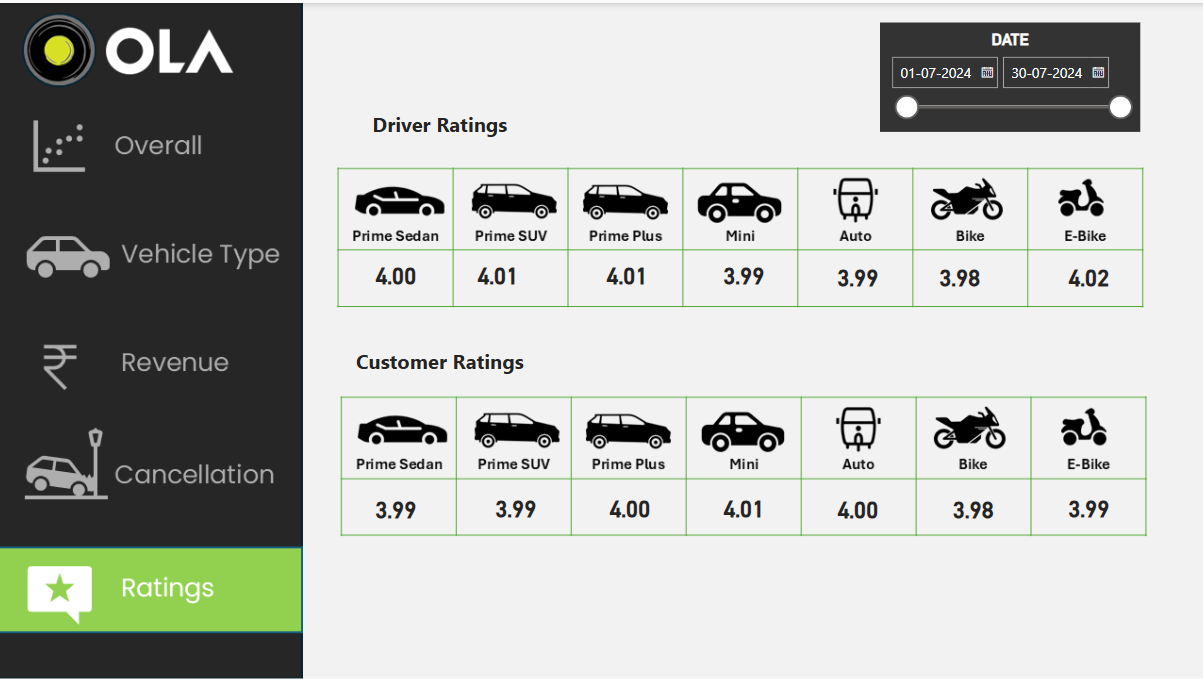 OLA
Overall
Vehicle Type
Revenue
Cancellation
Ratings
DATE
01-07-2024 30-07-2024
Driver Ratings
Prime Sedan Prime SUV Prime Plus Mini Auto Bike E-Bike
4.00 4.01 4.01 3.99 3.99 3.98 4.02
Customer Ratings
Prime Sedan Prime SUV Prime Plus Mini Auto Bike E-Bike
3.99 3.99 4.00 4.01 4.00 3.98 3.99